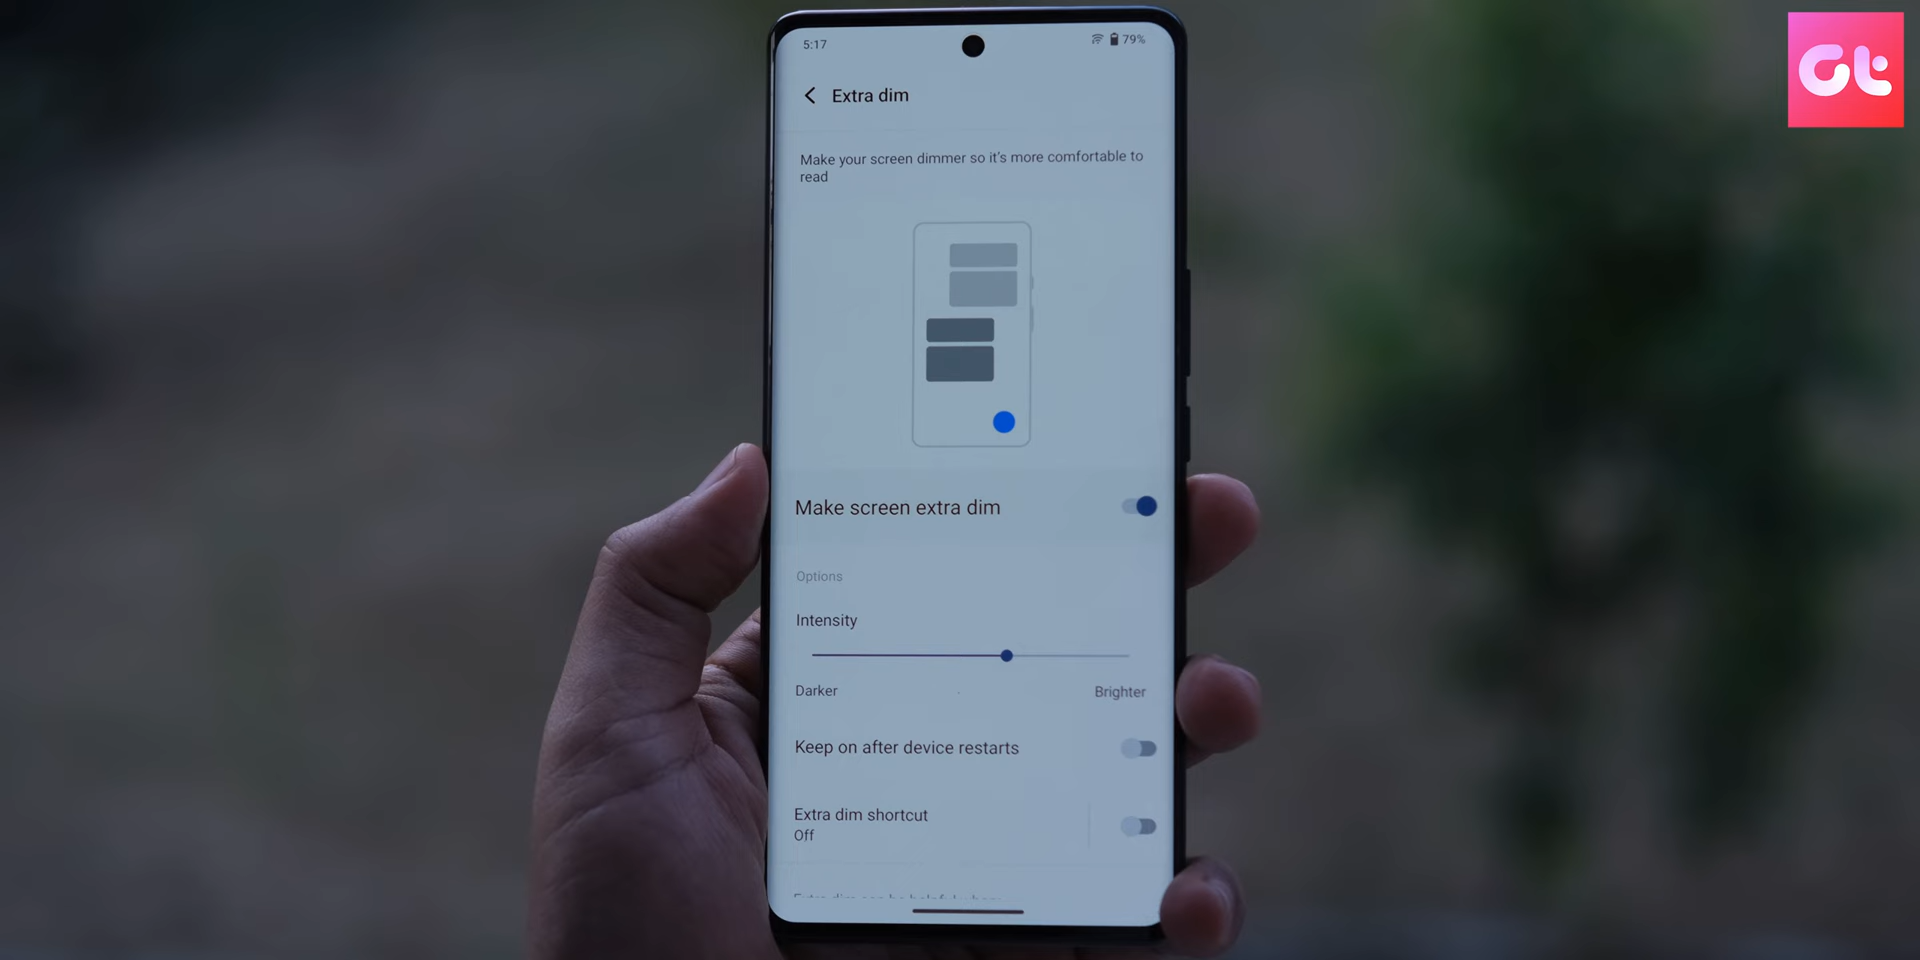 5:17
79%
Extra dim
Make your screen dimmer so it's more comfortable to
read
Make screen extra dim
Options
Intensity
Darker
Brighter
Keep on after device restarts
Extra dim shortcut
Off
Gt